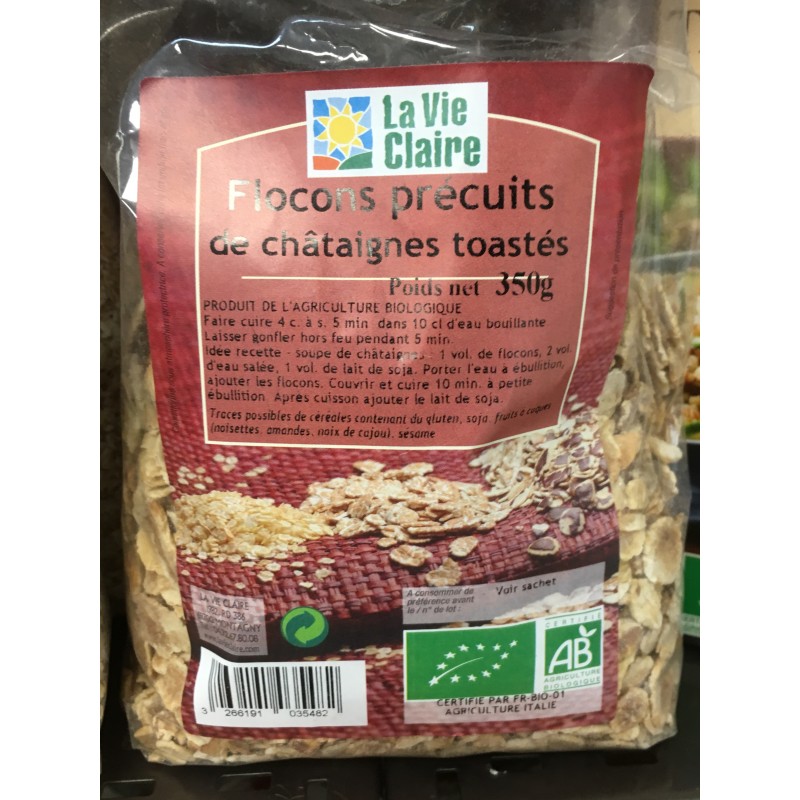 La Vie
Claire
Flocons précuits
de châtaignes toastés
Poids net 350g
PRODUIT DE L'AGRICULTURE BIOLOGIQUE
Faire cuire 4 c. à s. 5 min dans 10 cl d'eau bouillante
Laisser gonfler hors feu pendant 5 min.
Idée recette - soupe de châtaignes : 1 vol. de flocons, 2 vol.
d'eau salée, 1 vol. de lait de soja. Porter l'eau à ébullition,
ajouter les flocons. Couvrir et cuire 10 min. à petite
ébullition. Après cuisson ajouter le lait de soja.
Traces possibles de céréales contenant du gluten, soja, fruits à coques
(noisettes, amandes, noix de cajou), sésame
A consommer de
préférence avant
le / n° de lot :
Voir sachet
LA VIE CLAIRE
MONTAGNY
CERTIFIÉ
AB
AGRICULTURE
BIOLOGIQUE
CERTIFIE PAR FR-BIO-01
AGRICULTURE ITALIE
3 266191 035482